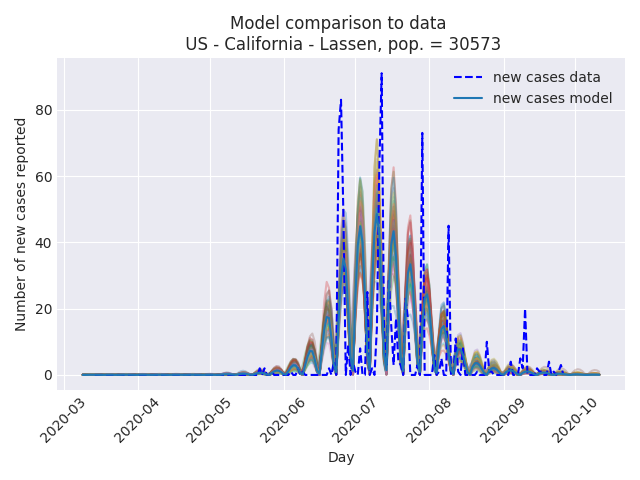 Model comparison to data
US - California - Lassen, pop. = 30573
new cases data
new cases model
Number of new cases reported
80
60
40
20
0
2020-03
2020-04
2020-05
2020-06
2020-07
2020-08
2020-09
2020-10
Day